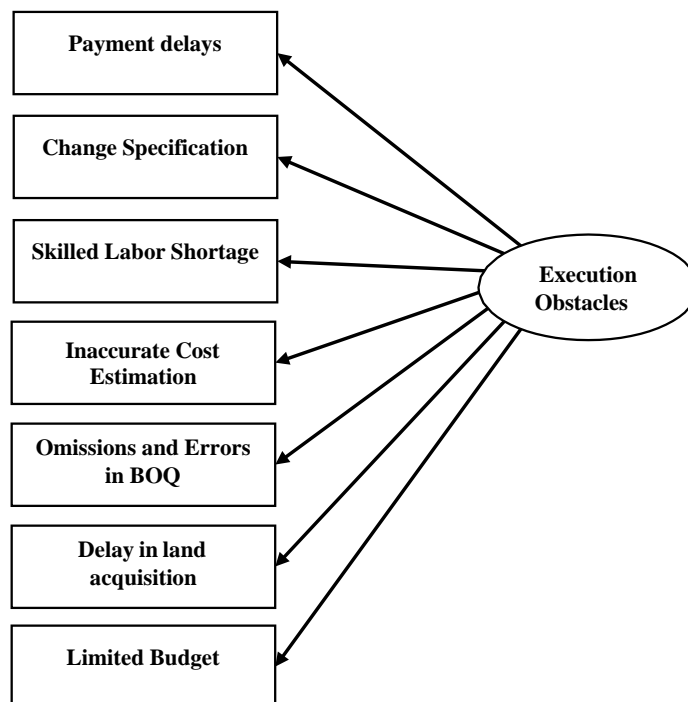 Payment delays
Change Specification
Skilled Labor Shortage
Inaccurate Cost
Estimation
Omissions and Errors
in BOQ
Delay in land
acquisition
Limited Budget
Execution
Obstacles